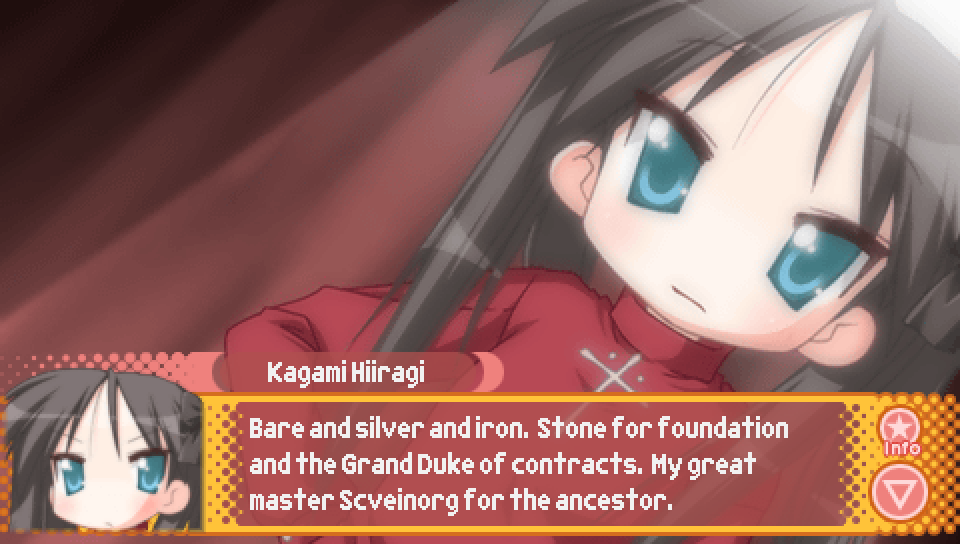 Kagami Hiiragi
Bare and silver and iron. Stone for foundation
and the Grand Duke of contracts. My great
master Scveinorg for the ancestor.
Info